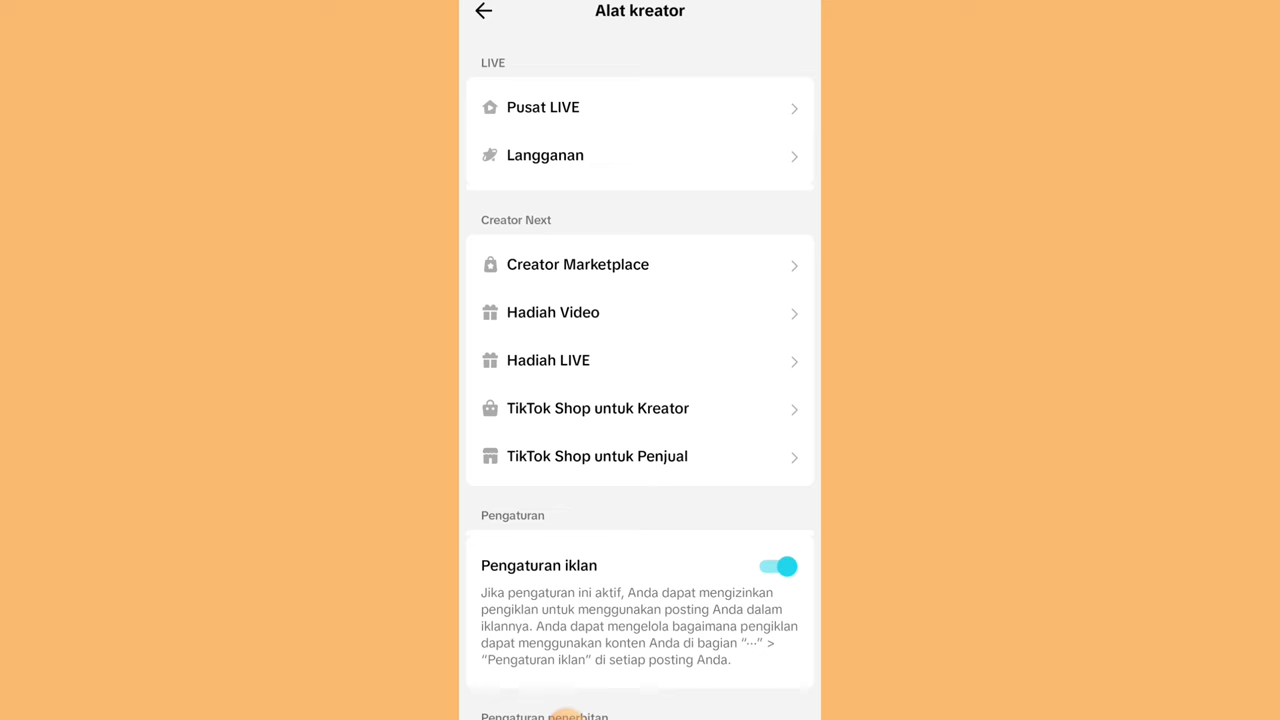 Alat kreator
LIVE
Pusat LIVE
Langganan
Creator Next
Creator Marketplace
Hadiah Video
Hadiah LIVE
TikTok Shop untuk Kreator
TikTok Shop untuk Penjual
Pengaturan
Pengaturan iklan
Jika pengaturan ini aktif, Anda dapat mengizinkan
pengiklan untuk menggunakan posting Anda dalam
iklannya. Anda dapat mengelola bagaimana pengiklan
dapat menggunakan konten Anda di bagian “···” >
“Pengaturan iklan” di setiap posting Anda.
Pengaturan penerbitan